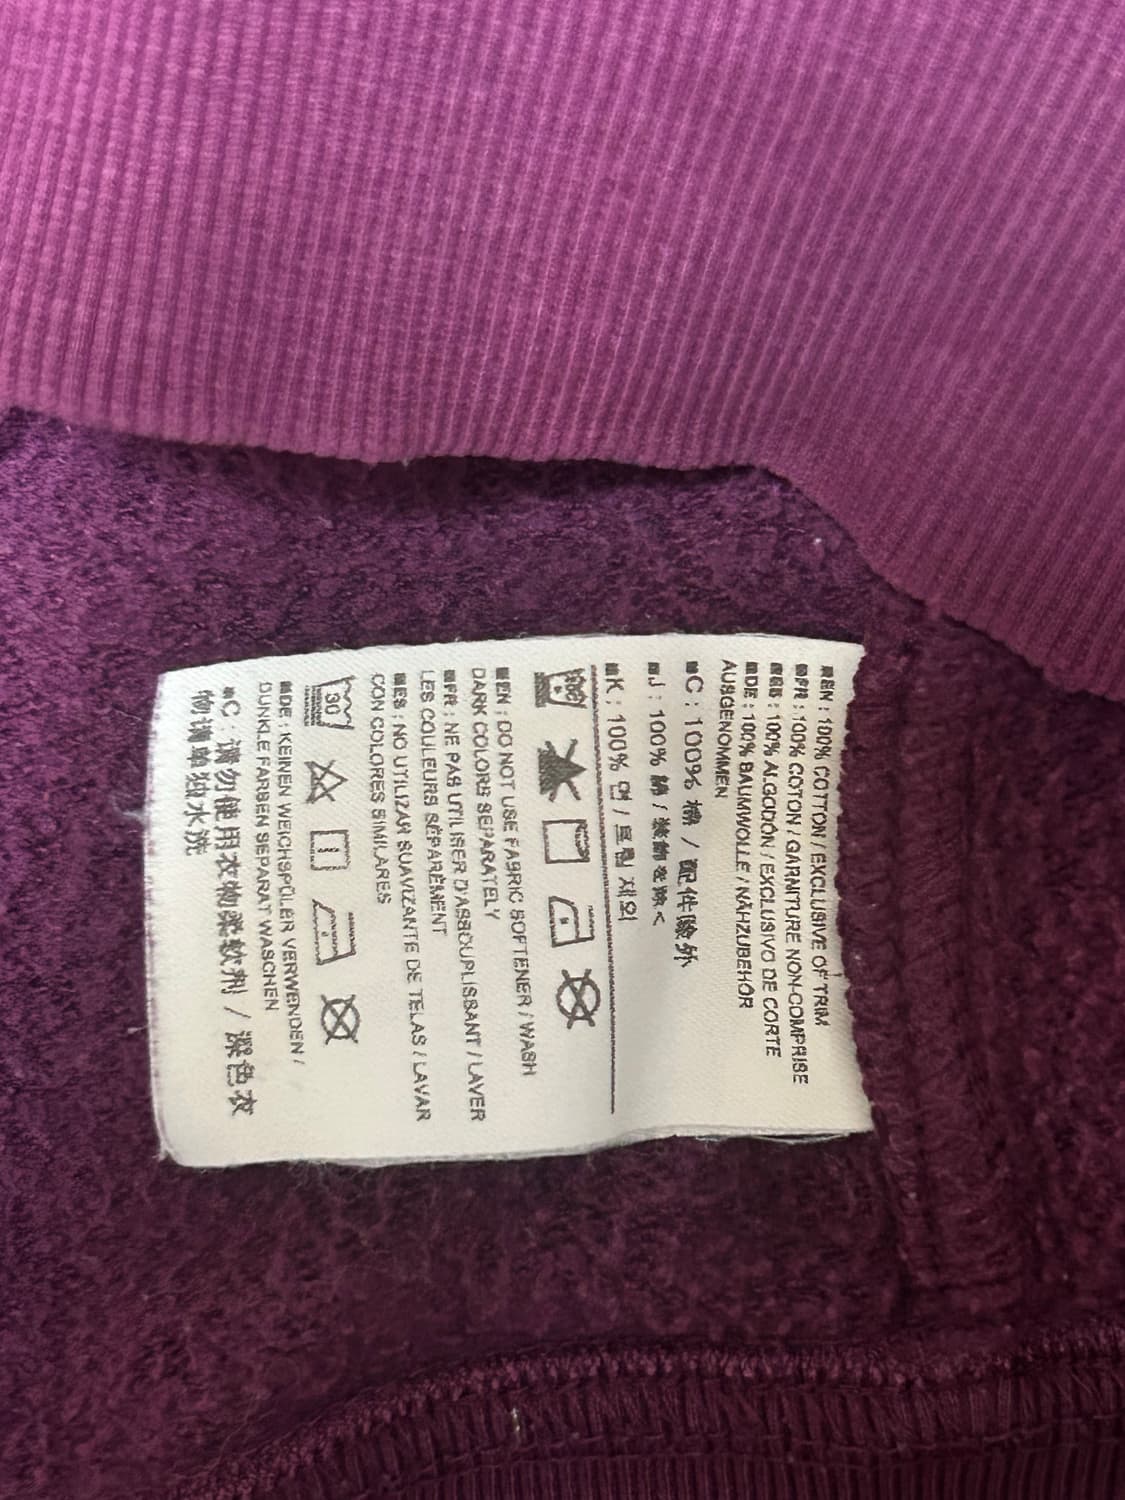 EN : 100% COTTON / EXCLUSIVE OF TRIM
FR : 100% COTON / GARNITURE NON-COMPRISE
ES : 100% ALGODÓN / EXCLUSIVO DE CORTE
DE : 100% BAUMWOLLE / NÄHZUBEHÖR
AUSGENOMMEN
C : 100% 棉 / 配件除外
J : 100% 綿 / 装飾を除く
K : 100% 면 / 트림 제외
EN : DO NOT USE FABRIC SOFTENER / WASH
DARK COLORS SEPARATELY
FR : NE PAS UTILISER D'ASSOUPLISSANT / LAVER
LES COULEURS SÉPARÉMENT
ES : NO UTILIZAR SUAVIZANTE DE TELAS / LAVAR
CON COLORES SIMILARES
30
DE : KEINEN WEICHSPÜLER VERWENDEN /
DUNKLE FARBEN SEPARAT WASCHEN
C : 请勿使用衣物柔软剂 / 深色衣
物请单独水洗